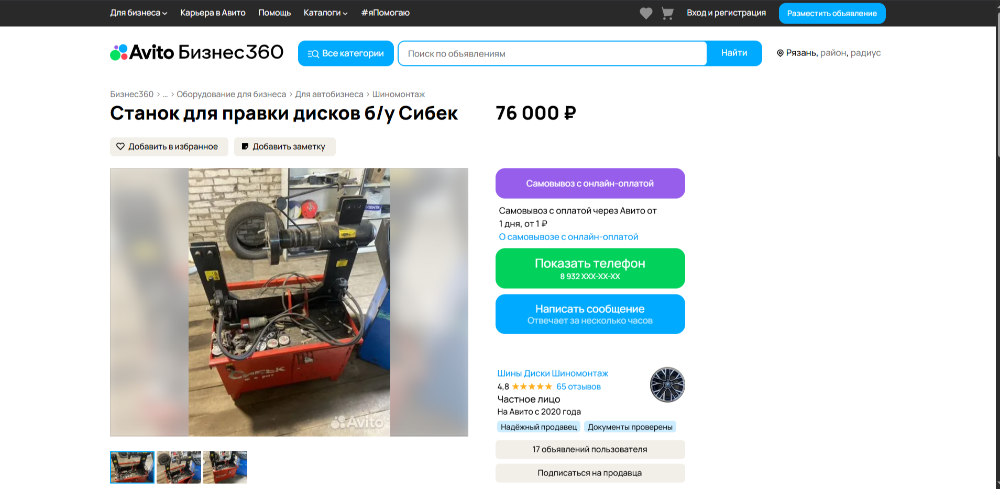 Для бизнеса
Карьера в Авито
Помощь
Каталоги
#яПомогаю
Вход и регистрация
Разместить объявление
Avito Бизнес360
Все категории
Поиск по объявлениям
Найти
Рязань, район, радиус
Бизнес360 › ... › Оборудование для бизнеса › Для автобизнеса › Шиномонтаж
Станок для правки дисков б/у Сибек
76 000 ₽
Добавить в избранное
Добавить заметку
ЛЕНТА
СИБЕК
Avito
Самовывоз с онлайн-оплатой
Самовывоз с оплатой через Авито от
1 дня, от 1 ₽
О самовывозе с онлайн-оплатой
Показать телефон
8 932 XXX-XX-XX
Написать сообщение
Отвечает за несколько часов
Шины Диски Шиномонтаж
4,8
65 отзывов
Частное лицо
На Авито с 2020 года
Надёжный продавец
Документы проверены
17 объявлений пользователя
Подписаться на продавца